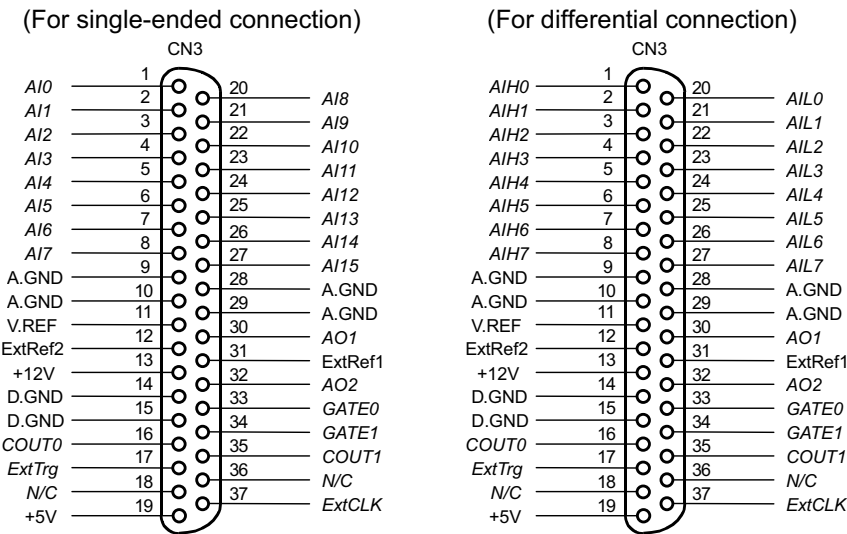 (For single-ended connection)
CN3
AI0 1
20 AI8
AI1 2
21 AI9
AI2 3
22 AI10
AI3 4
23 AI11
AI4 5
24 AI12
AI5 6
25 AI13
AI6 7
26 AI14
AI7 8
27 AI15
A.GND 9
28 A.GND
A.GND 10
29 A.GND
V.REF 11
30 AO1
ExtRef2 12
31 ExtRef1
+12V 13
32 AO2
D.GND 14
33 GATE0
D.GND 15
34 GATE1
COUT0 16
35 COUT1
ExtTrg 17
36 N/C
N/C 18
37 ExtCLK
+5V 19
(For differential connection)
CN3
AIH0 1
20 AIL0
AIH1 2
21 AIL1
AIH2 3
22 AIL2
AIH3 4
23 AIL3
AIH4 5
24 AIL4
AIH5 6
25 AIL5
AIH6 7
26 AIL6
AIH7 8
27 AIL7
A.GND 9
28 A.GND
A.GND 10
29 A.GND
V.REF 11
30 AO1
ExtRef2 12
31 ExtRef1
+12V 13
32 AO2
D.GND 14
33 GATE0
D.GND 15
34 GATE1
COUT0 16
35 COUT1
ExtTrg 17
36 N/C
N/C 18
37 ExtCLK
+5V 19